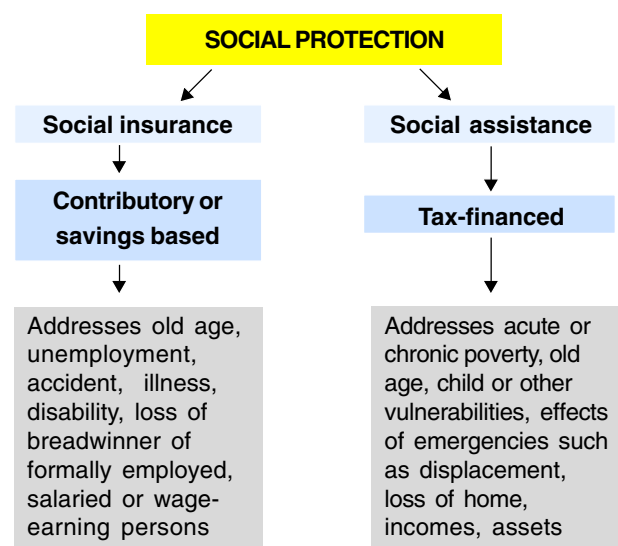 SOCIAL PROTECTION
Social insurance
Social assistance
Contributory or
savings based
Tax-financed
Addresses old age,
unemployment,
accident, illness,
disability, loss of
breadwinner of
formally employed,
salaried or wage-
earning persons
Addresses acute or
chronic poverty, old
age, child or other
vulnerabilities, effects
of emergencies such
as displacement,
loss of home,
incomes, assets